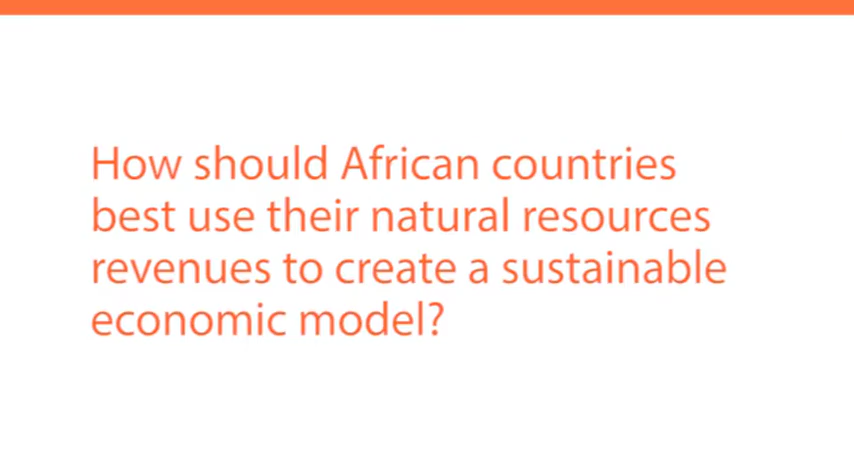 How should African countries
best use their natural resources
revenues to create a sustainable
economic model?